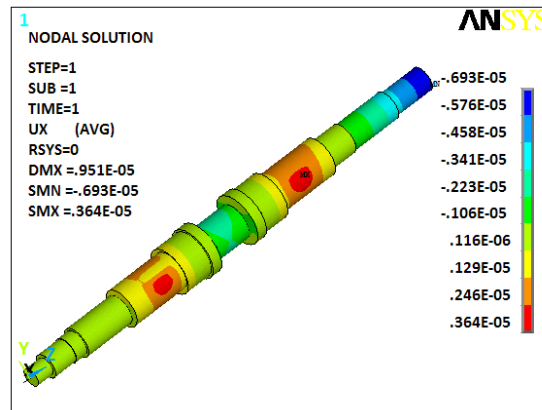 1
ANSYS
NODAL SOLUTION
STEP=1
SUB =1
TIME=1
UX (AVG)
RSYS=0
DMX =.951E-05
SMN =-.693E-05
SMX =.364E-05
-.693E-05
-.576E-05
-.458E-05
-.341E-05
-.223E-05
-.106E-05
.116E-06
.129E-05
.246E-05
.364E-05
Y
Z